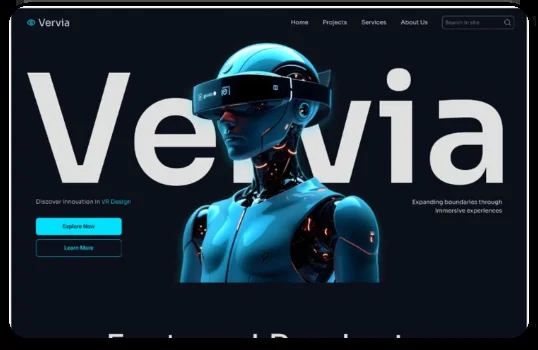 Vervia
Home Projects Services About Us Search in site
Vervia
Discover Innovation in VR Design
Expanding boundaries through
immersive experiences
Explore Now
Learn More